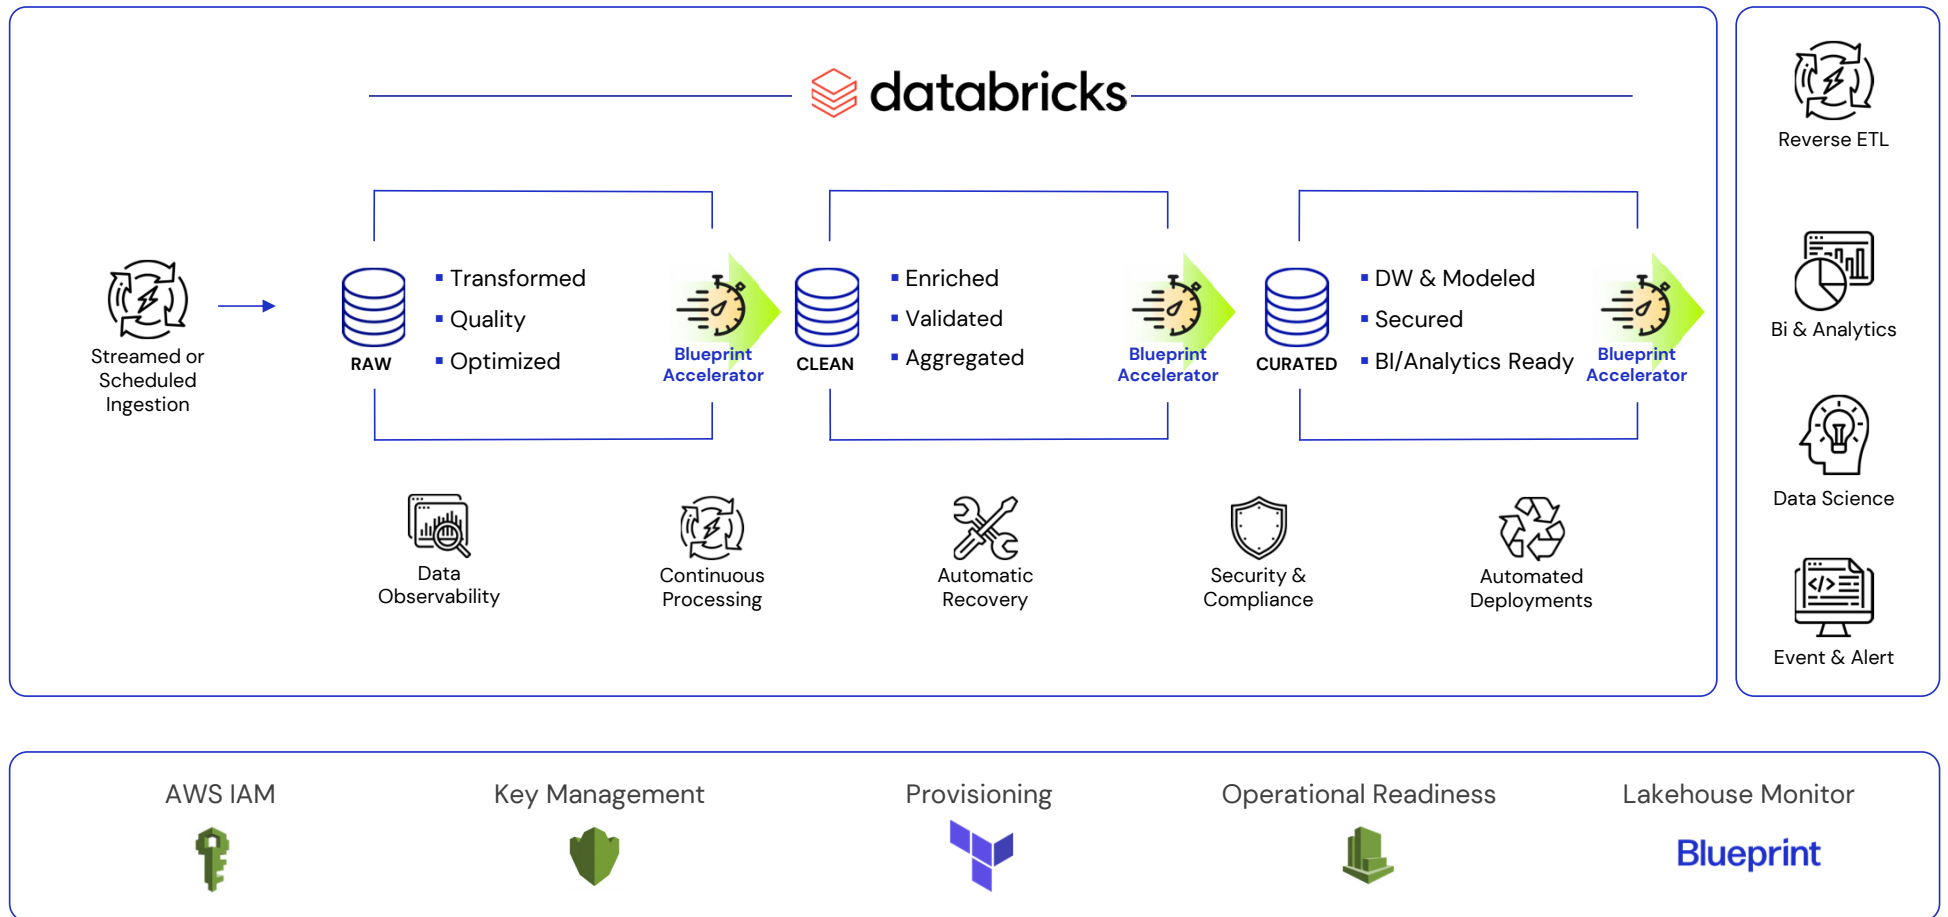 databricks
Streamed or
Scheduled
Ingestion
RAW
Transformed
Quality
Optimized
Blueprint
Accelerator
CLEAN
Enriched
Validated
Aggregated
Blueprint
Accelerator
CURATED
DW & Modeled
Secured
BI/Analytics Ready
Blueprint
Accelerator
Data
Observability
Continuous
Processing
Automatic
Recovery
Security &
Compliance
Automated
Deployments
Reverse ETL
Bi & Analytics
Data Science
</>
Event & Alert
AWS IAM
Key Management
Provisioning
Operational Readiness
Lakehouse Monitor
Blueprint